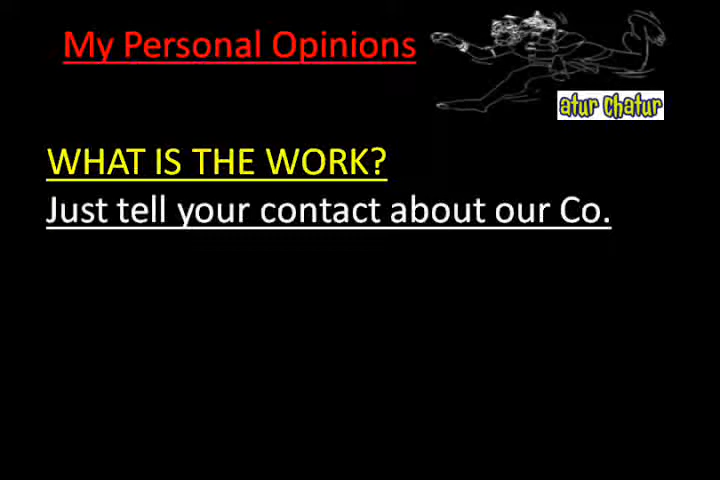 My Personal Opinions
atur chatur
WHAT IS THE WORK?
Just tell your contact about our Co.